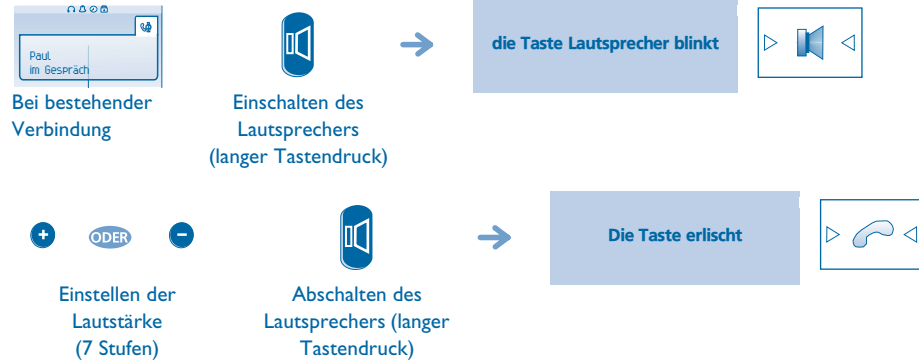 Paul
im Gespräch
die Taste Lautsprecher blinkt
Bei bestehender
Verbindung
Einschalten des
Lautsprechers
(langer Tastendruck)
+
ODER
-
Die Taste erlischt
Einstellen der
Lautstärke
(7 Stufen)
Abschalten des
Lautsprechers (langer
Tastendruck)